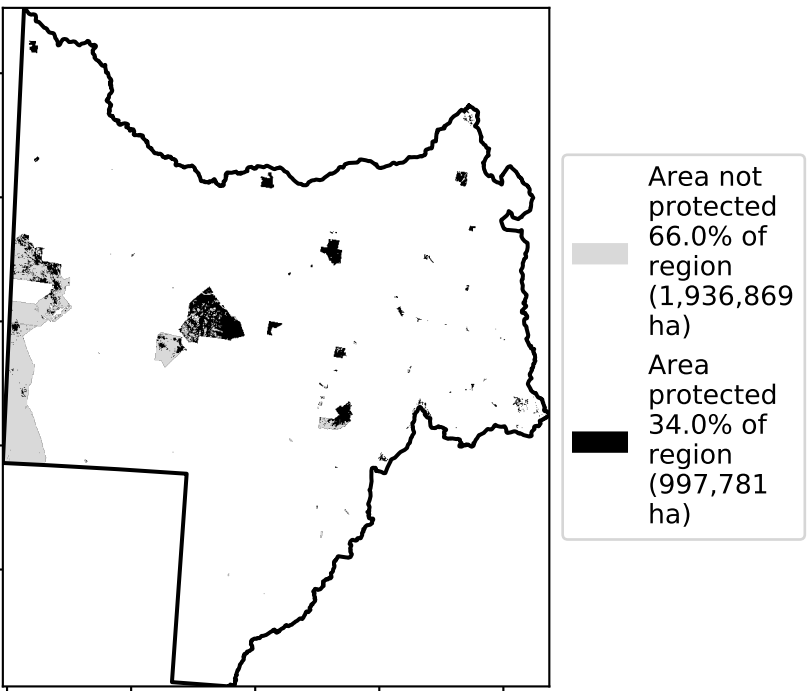 Area not
protected
66.0% of
region
(1,936,869
ha)
Area
protected
34.0% of
region
(997,781
ha)